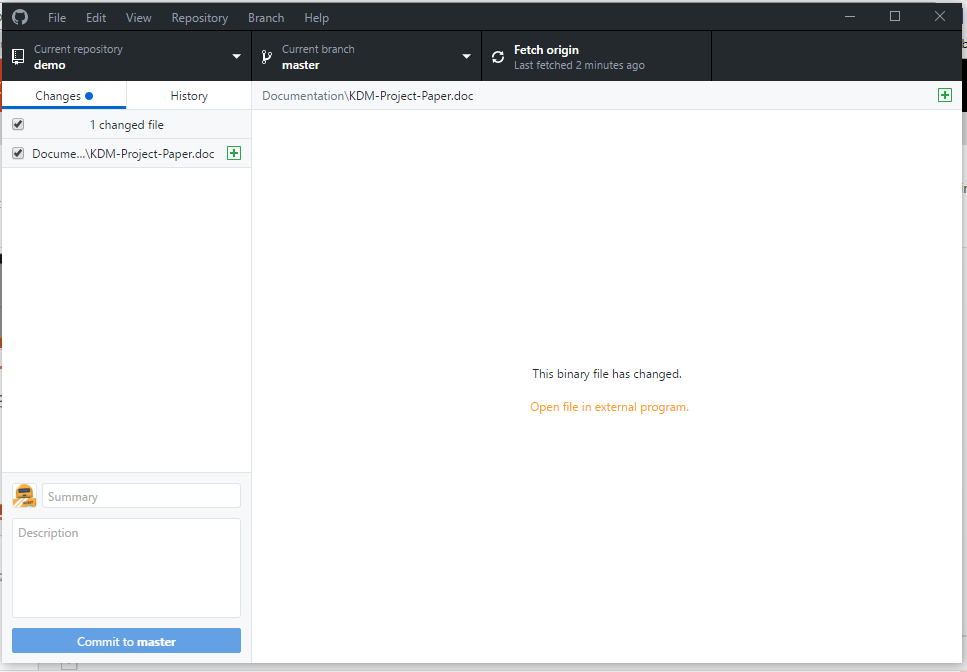 File Edit View Repository Branch Help
Current repository
demo
Current branch
master
Fetch origin
Last fetched 2 minutes ago
Changes
History
Documentation\KDM-Project-Paper.doc
1 changed file
Docume...\KDM-Project-Paper.doc
This binary file has changed.
Open file in external program.
Summary
Description
Commit to master